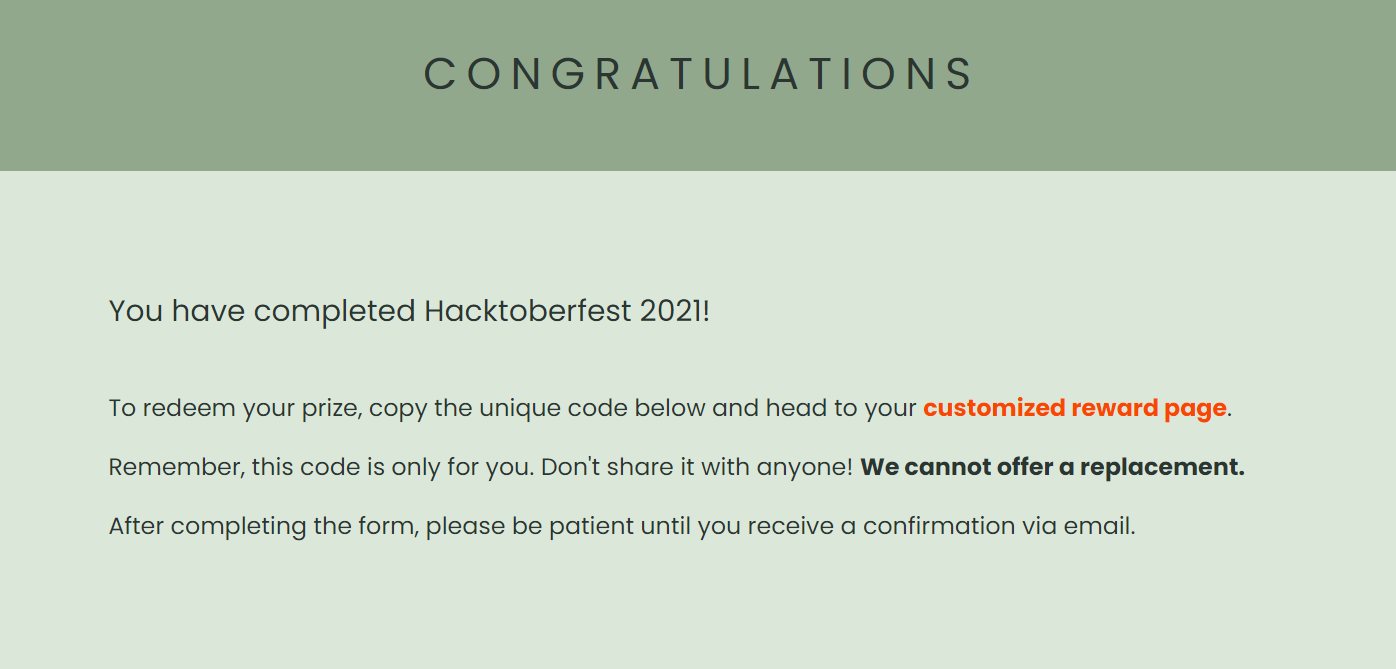 CONGRATULATIONS
You have completed Hacktoberfest 2021!
To redeem your prize, copy the unique code below and head to your customized reward page.
Remember, this code is only for you. Don't share it with anyone! We cannot offer a replacement.
After completing the form, please be patient until you receive a confirmation via email.